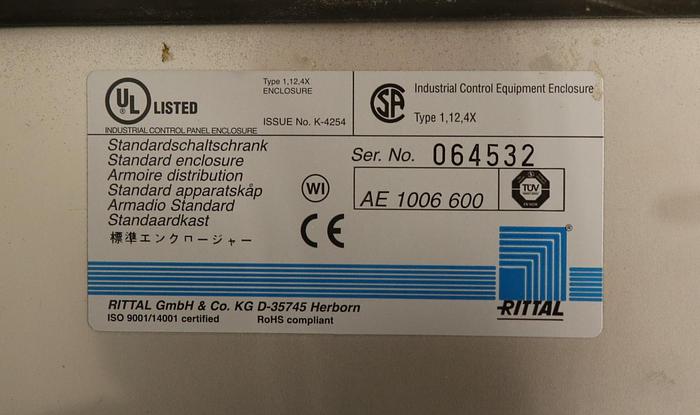 UL LISTED
INDUSTRIAL CONTROL PANEL ENCLOSURE
Type 1,12,4X
ENCLOSURE
ISSUE No. K-4254
SA Industrial Control Equipment Enclosure
Type 1,12,4X
Standardschaltschrank
Standard enclosure
Armoire distribution
Standard apparatskåp
Armadio Standard
Standaardkast
標準エンクロージャー
WI
CE
Ser. No. 064532
AE 1006 600
TÜV
RITTAL
RITTAL GmbH & Co. KG D-35745 Herborn
ISO 9001/14001 certified RoHS compliant